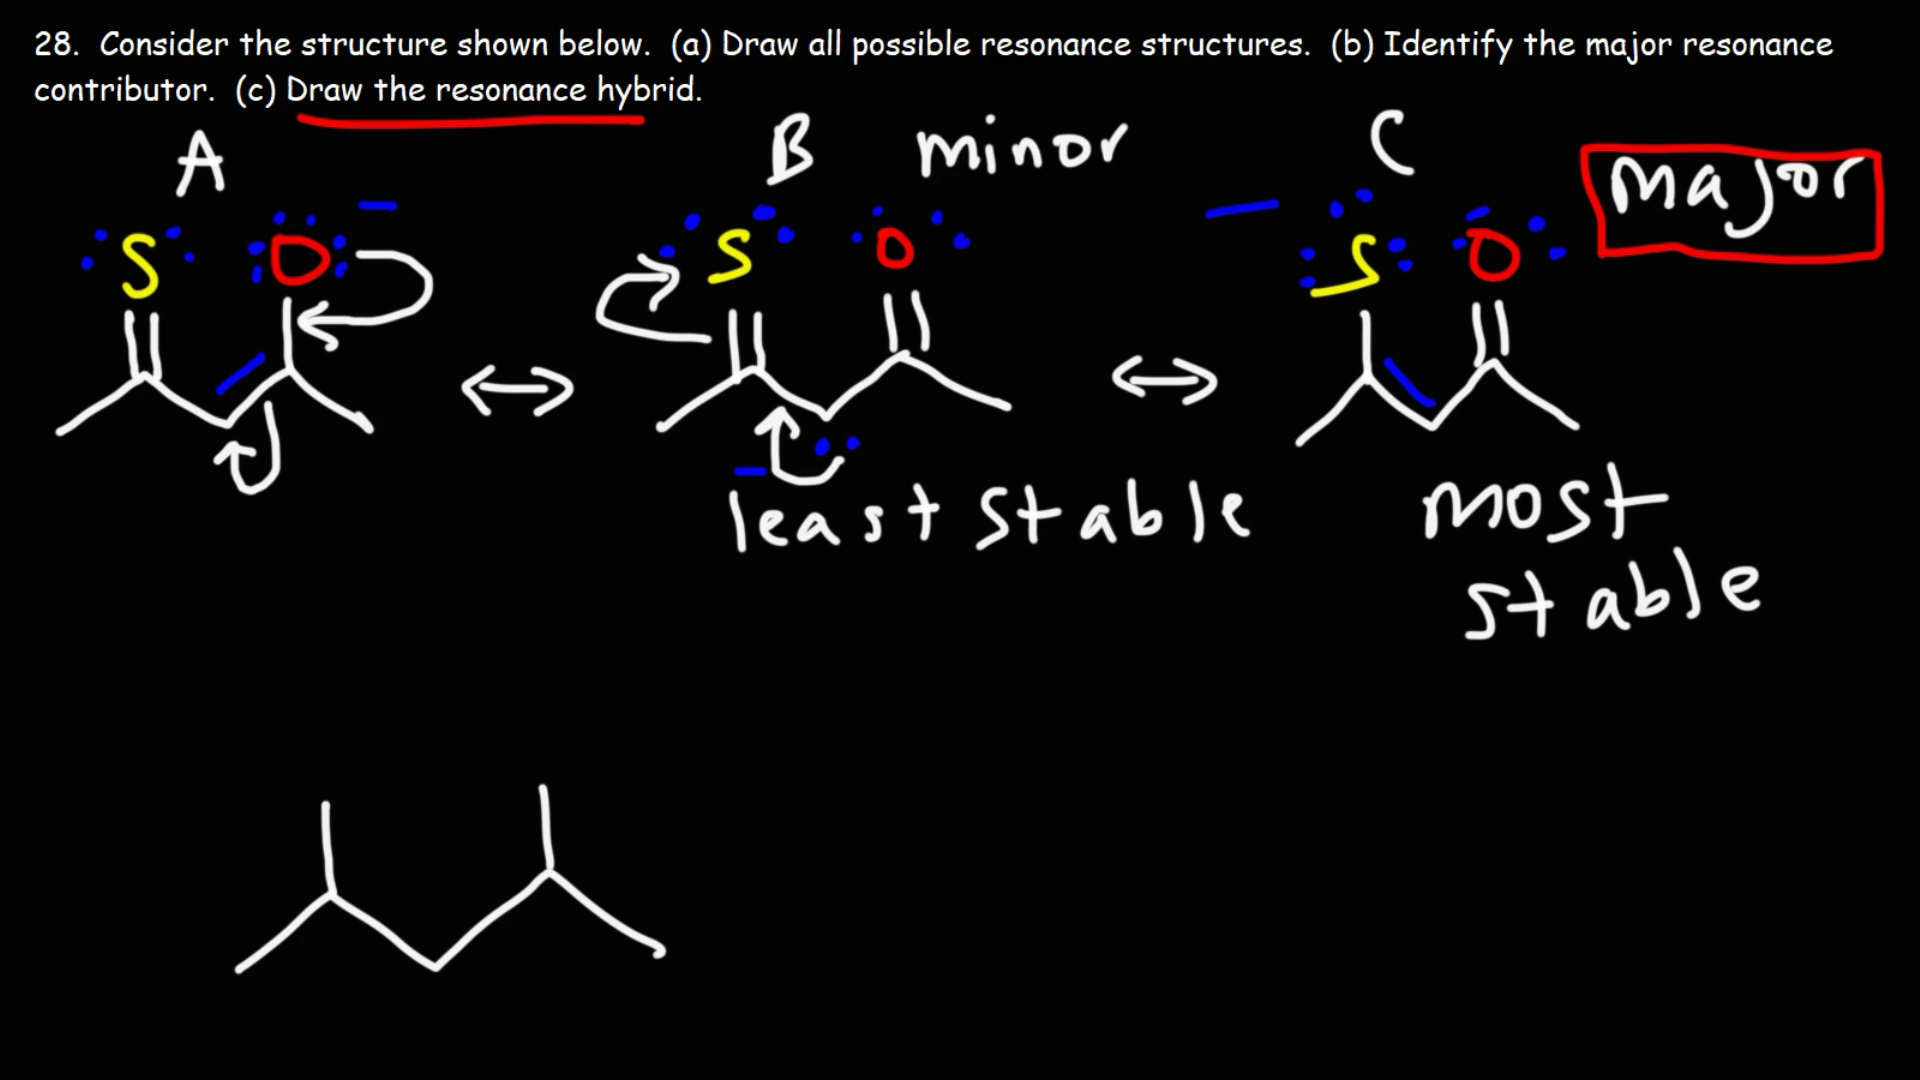 28. Consider the structure shown below. (a) Draw all possible resonance structures. (b) Identify the major resonance
contributor. (c) Draw the resonance hybrid.
A B minor C Major
S O S O S O
least stable most
stable